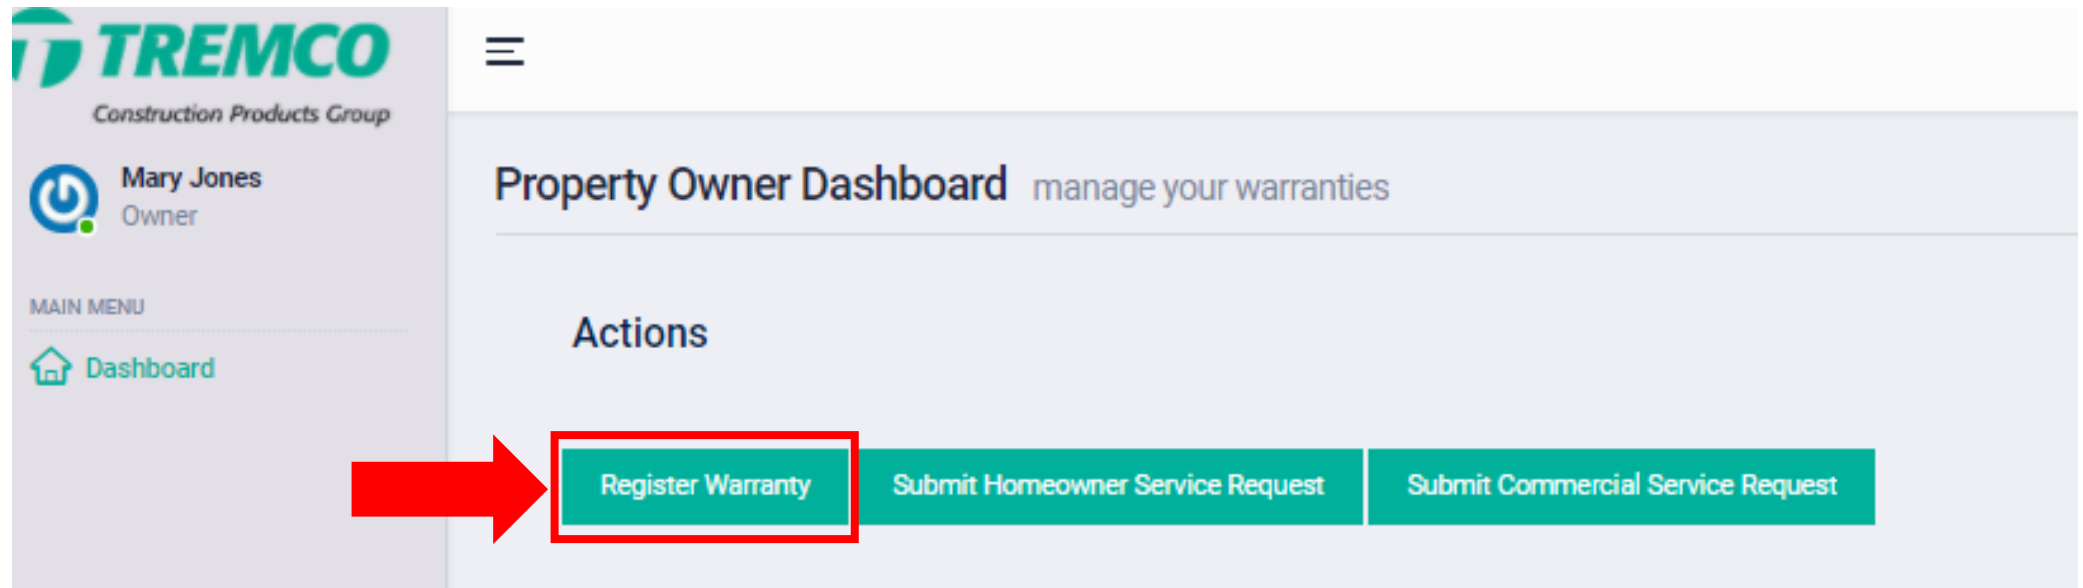 TREMCO
Construction Products Group
Mary Jones
Owner
MAIN MENU
Dashboard
Property Owner Dashboard manage your warranties
Actions
Register Warranty
Submit Homeowner Service Request
Submit Commercial Service Request